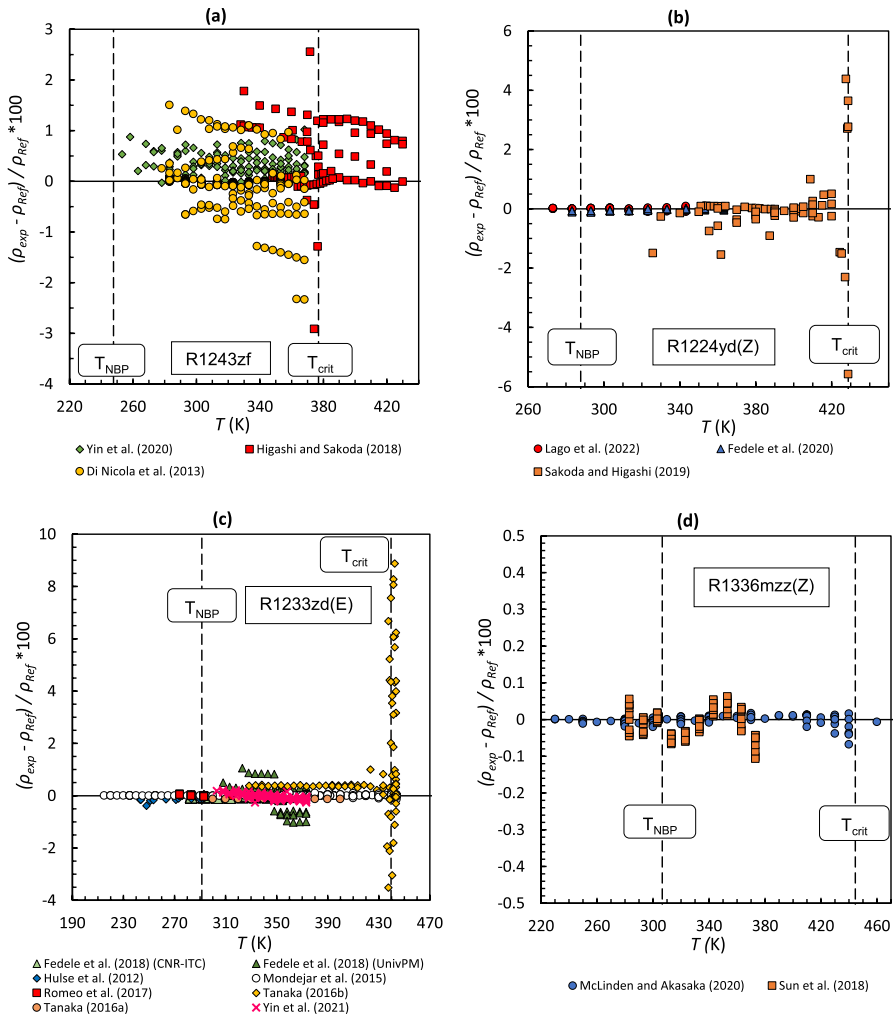 (a)
3
2
1
0
-1
-2
-3
-4
(ρexp - ρRef) / ρRef *100
T_NBP
R1243zf
T_crit
220 260 300 340 380 420
T (K)
Yin et al. (2020) Higashi and Sakoda (2018)
Di Nicola et al. (2013)
(b)
6
4
2
0
-2
-4
-6
(ρexp - ρRef) / ρRef *100
T_NBP
R1224yd(Z)
T_crit
260 300 340 380 420
T (K)
Lago et al. (2022) Fedele et al. (2020)
Sakoda and Higashi (2019)
(c)
10
8
6
4
2
0
-2
-4
(ρexp - ρRef) / ρRef *100
T_crit
T_NBP
R1233zd(E)
190 230 270 310 350 390 430 470
T (K)
Fedele et al. (2018) (CNR-ITC) Fedele et al. (2018) (UnivPM)
Hulse et al. (2012) Mondejar et al. (2015)
Romeo et al. (2017) Tanaka (2016b)
Tanaka (2016a) Yin et al. (2021)
(d)
0.5
0.4
0.3
0.2
0.1
0
-0.1
-0.2
-0.3
-0.4
-0.5
(ρexp - ρRef) / ρRef *100
R1336mzz(Z)
T_NBP
T_crit
220 260 300 340 380 420 460
T (K)
McLinden and Akasaka (2020) Sun et al. (2018)